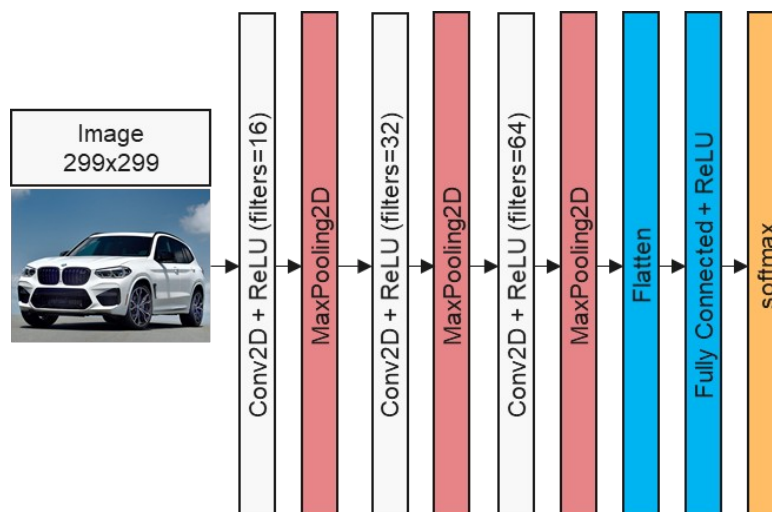 Image
299x299
Conv2D + ReLU (filters=16)
MaxPooling2D
Conv2D + ReLU (filters=32)
MaxPooling2D
Conv2D + ReLU (filters=64)
MaxPooling2D
Flatten
Fully Connected + ReLU
softmax